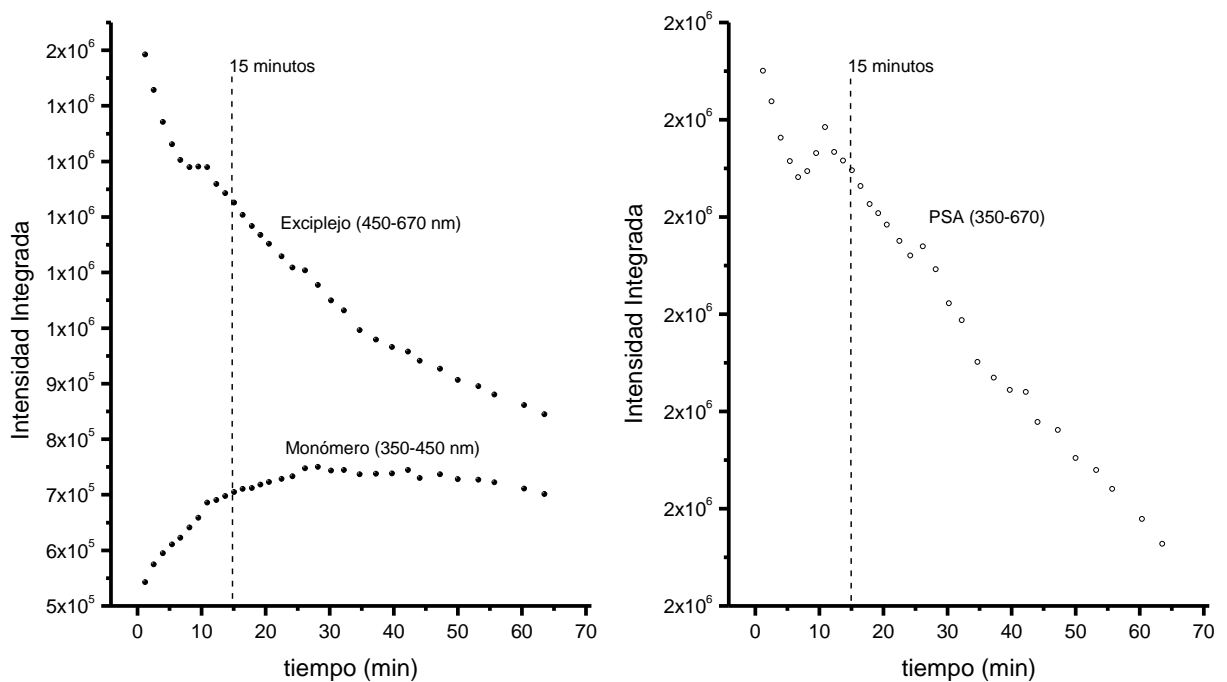 2x10⁶
1x10⁶
1x10⁶
1x10⁶
1x10⁶
1x10⁶
9x10⁵
8x10⁵
7x10⁵
6x10⁵
5x10⁵
Intensidad Integrada
15 minutos
Exciplejo (450-670 nm)
Monómero (350-450 nm)
0 10 20 30 40 50 60 70
tiempo (min)
2x10⁶
2x10⁶
2x10⁶
2x10⁶
2x10⁶
2x10⁶
2x10⁶
Intensidad Integrada
15 minutos
PSA (350-670)
0 10 20 30 40 50 60 70
tiempo (min)